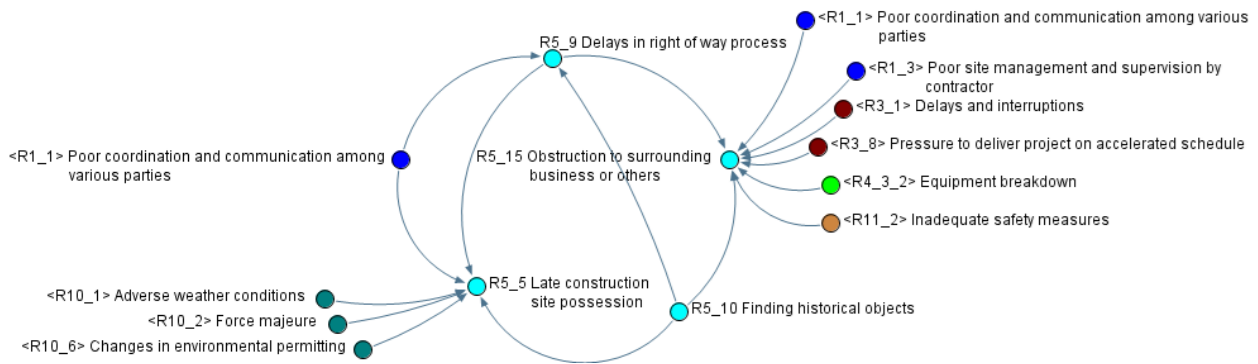 <R1_1> Poor coordination and communication among various
parties
R5_9 Delays in right of way process
<R1_3> Poor site management and supervision by
contractor
<R3_1> Delays and interruptions
<R3_8> Pressure to deliver project on accelerated schedule
<R1_1> Poor coordination and communication among
various parties
R5_15 Obstruction to surrounding
business or others
<R4_3_2> Equipment breakdown
<R11_2> Inadequate safety measures
R5_5 Late construction
site possession
<R10_1> Adverse weather conditions
R5_10 Finding historical objects
<R10_2> Force majeure
<R10_6> Changes in environmental permitting